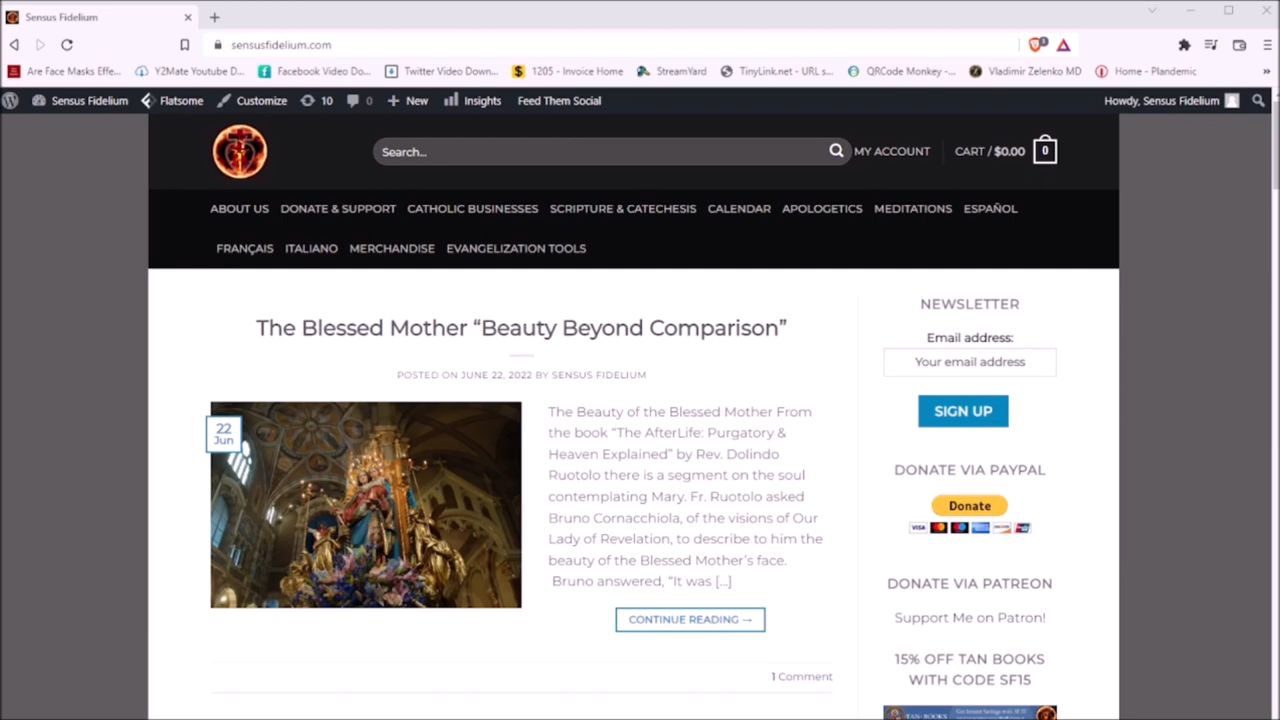 Sensus Fidelium
sensusfidelium.com
Are Face Masks Effe... Y2Mate Youtube D... Facebook Video Do... Twitter Video Down... 1205 - Invoice Home StreamYard TinyLink.net - URL s... QRCode Monkey -... Vladimir Zelenko MD Home - Plandemic
Sensus Fidelium Flatsome Customize 10 0 New Insights Feed Them Social Howdy, Sensus Fidelium
Search... MY ACCOUNT CART / $0.00 0
ABOUT US DONATE & SUPPORT CATHOLIC BUSINESSES SCRIPTURE & CATECHESIS CALENDAR APOLOGETICS MEDITATIONS ESPAÑOL
FRANÇAIS ITALIANO MERCHANDISE EVANGELIZATION TOOLS
The Blessed Mother “Beauty Beyond Comparison”
POSTED ON JUNE 22, 2022 BY SENSUS FIDELIUM
22
Jun
The Beauty of the Blessed Mother From
the book “The AfterLife: Purgatory &
Heaven Explained” by Rev. Dolindo
Ruotolo there is a segment on the soul
contemplating Mary. Fr. Ruotolo asked
Bruno Cornacchiola, of the visions of Our
Lady of Revelation, to describe to him the
beauty of the Blessed Mother’s face.
Bruno answered, “It was [...]
CONTINUE READING →
1 Comment
NEWSLETTER
Email address:
Your email address
SIGN UP
DONATE VIA PAYPAL
Donate
VISA
DONATE VIA PATREON
Support Me on Patron!
15% OFF TAN BOOKS
WITH CODE SF15
TAN·BOOKS